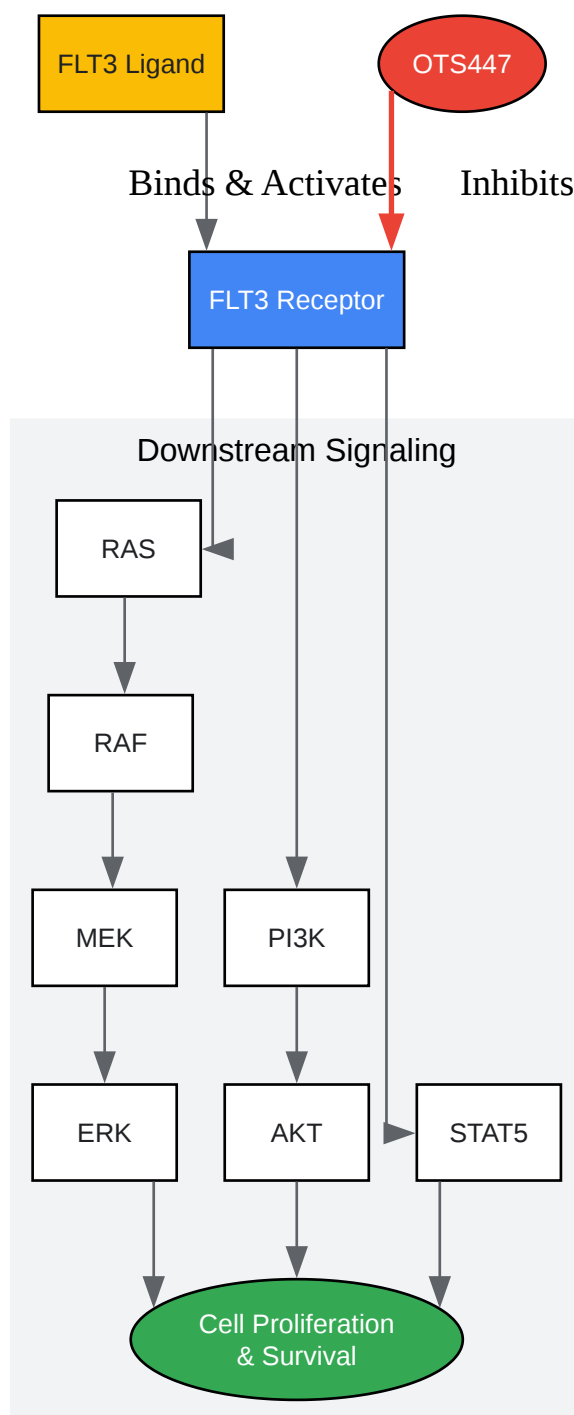 FLT3 Ligand
OTS447
Binds & Activates
Inhibits
FLT3 Receptor
Downstream Signaling
RAS
RAF
MEK
PI3K
ERK
AKT
STAT5
Cell Proliferation
& Survival